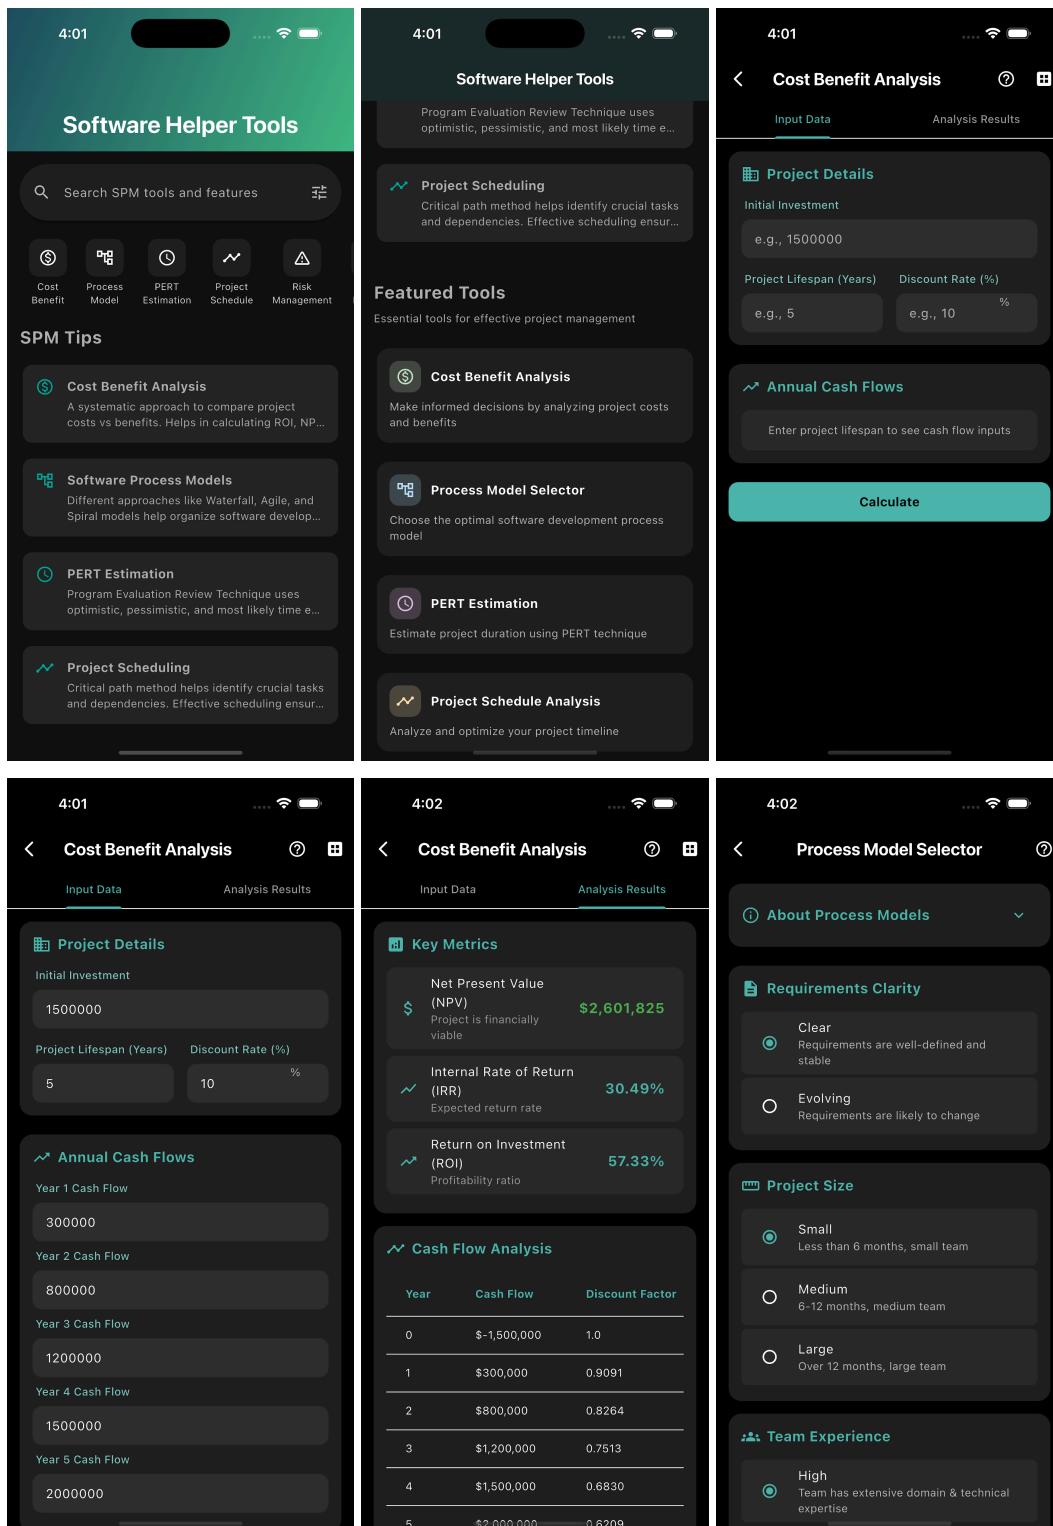 4:01
Software Helper Tools
Search SPM tools and features
Cost
Benefit
Process
Model
PERT
Estimation
Project
Schedule
Risk
Management
SPM Tips
Cost Benefit Analysis
A systematic approach to compare project
costs vs benefits. Helps in calculating ROI, NP...
Software Process Models
Different approaches like Waterfall, Agile, and
Spiral models help organize software develop...
PERT Estimation
Program Evaluation Review Technique uses
optimistic, pessimistic, and most likely time e...
Project Scheduling
Critical path method helps identify crucial tasks
and dependencies. Effective scheduling ensur...
4:01
Software Helper Tools
Program Evaluation Review Technique uses
optimistic, pessimistic, and most likely time e...
Project Scheduling
Critical path method helps identify crucial tasks
and dependencies. Effective scheduling ensur...
Featured Tools
Essential tools for effective project management
Cost Benefit Analysis
Make informed decisions by analyzing project costs
and benefits
Process Model Selector
Choose the optimal software development process
model
PERT Estimation
Estimate project duration using PERT technique
Project Schedule Analysis
Analyze and optimize your project timeline
4:01
Cost Benefit Analysis
Input Data
Analysis Results
Project Details
Initial Investment
e.g., 1500000
Project Lifespan (Years)
Discount Rate (%)
e.g., 5
e.g., 10
%
Annual Cash Flows
Enter project lifespan to see cash flow inputs
Calculate
4:01
Cost Benefit Analysis
Input Data
Analysis Results
Project Details
Initial Investment
1500000
Project Lifespan (Years)
Discount Rate (%)
5
10
%
Annual Cash Flows
Year 1 Cash Flow
300000
Year 2 Cash Flow
800000
Year 3 Cash Flow
1200000
Year 4 Cash Flow
1500000
Year 5 Cash Flow
2000000
4:02
Cost Benefit Analysis
Input Data
Analysis Results
Key Metrics
Net Present Value
(NPV)
Project is financially
viable
$2,601,825
Internal Rate of Return
(IRR)
Expected return rate
30.49%
Return on Investment
(ROI)
Profitability ratio
57.33%
Cash Flow Analysis
Year Cash Flow Discount Factor
0 $-1,500,000 1.0
1 $300,000 0.9091
2 $800,000 0.8264
3 $1,200,000 0.7513
4 $1,500,000 0.6830
5 $2,000,000 0.6209
4:02
Process Model Selector
About Process Models
Requirements Clarity
Clear
Requirements are well-defined and
stable
Evolving
Requirements are likely to change
Project Size
Small
Less than 6 months, small team
Medium
6-12 months, medium team
Large
Over 12 months, large team
Team Experience
High
Team has extensive domain & technical
expertise